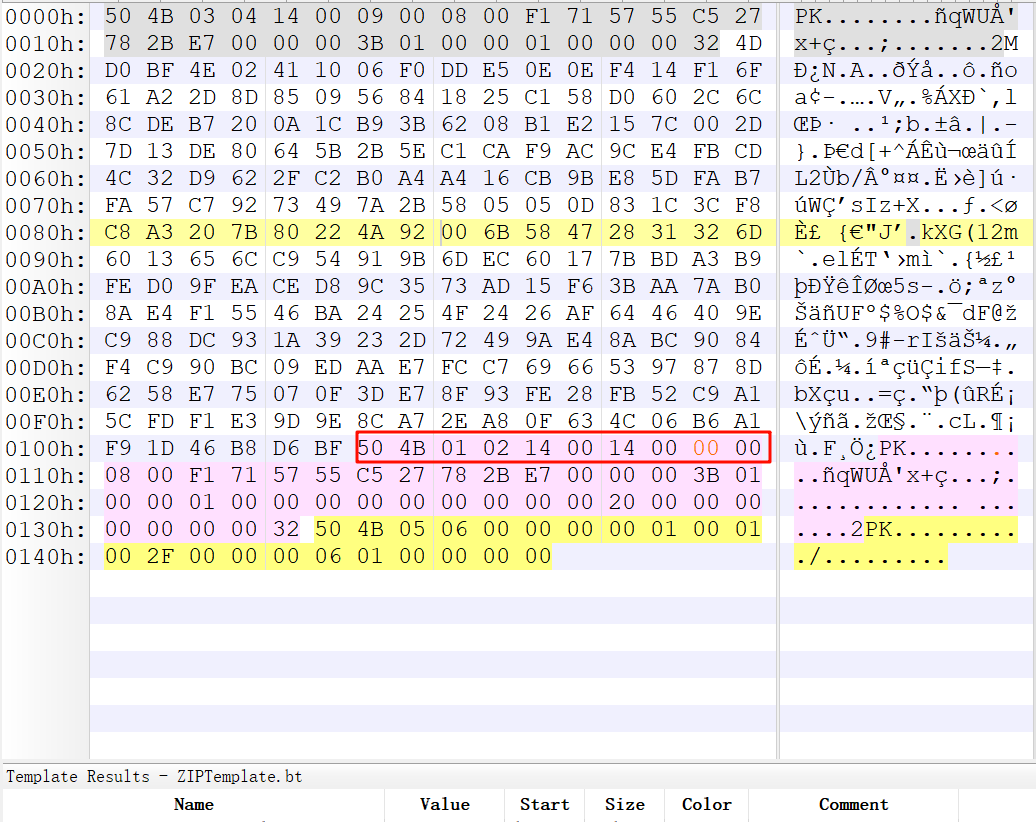 0000h: 50 4B 03 04 14 00 09 00 08 00 F1 71 57 55 C5 27 PK........ñqWUÅ'
0010h: 78 2B E7 00 00 00 3B 01 00 00 01 00 00 00 32 4D x+ç...;.......2M
0020h: D0 BF 4E 02 41 10 06 F0 DD E5 0E 0E F4 14 F1 6F Ð¿N.A..ðÝå..ô.ño
0030h: 61 A2 2D 8D 85 09 56 84 18 25 C1 58 D0 60 2C 6C a¢-.….V„.%ÁXÐ`,l
0040h: 8C DE B7 20 0A 1C B9 3B 62 08 B1 E2 15 7C 00 2D ŒÞ· ..¹;b.±â.|.-
0050h: 7D 13 DE 80 64 5B 2B 5E C1 CA F9 AC 9C E4 FB CD }.Þ€d[+^ÁÊù¬œäûÍ
0060h: 4C 32 D9 62 2F C2 B0 A4 A4 16 CB 9B E8 5D FA B7 L2Ùb/Â°¤¤.Ë›è]ú·
0070h: FA 57 C7 92 73 49 7A 2B 58 05 05 0D 83 1C 3C F8 úWÇ’sIz+X...ƒ.<ø
0080h: C8 A3 20 7B 80 22 4A 92 00 6B 58 47 28 31 32 6D È£ {€"J’.kXG(12m
0090h: 60 13 65 6C C9 54 91 9B 6D EC 60 17 7B BD A3 B9 `.elÉT‘›mì`.{½£¹
00A0h: FE D0 9F EA CE D8 9C 35 73 AD 15 F6 3B AA 7A B0 þÐŸêÎØœ5s-.ö;ªz°
00B0h: 8A E4 F1 55 46 BA 24 25 4F 24 26 AF 64 46 40 9E ŠäñUFº$%O$&¯dF@ž
00C0h: C9 88 DC 93 1A 39 23 2D 72 49 9A E4 8A BC 90 84 ÉˆÜ“.9#-rIšäŠ¼.„
00D0h: F4 C9 90 BC 09 ED AA E7 FC C7 69 66 53 97 87 8D ôÉ.¼.íªçüÇifS—‡.
00E0h: 62 58 E7 75 07 0F 3D E7 8F 93 FE 28 FB 52 C9 A1 bXçu..=ç.“þ(ûRÉ¡
00F0h: 5C FD F1 E3 9D 9E 8C A7 2E A8 0F 63 4C 06 B6 A1 \ýñã.žŒ§.¨.cL.¶¡
0100h: F9 1D 46 B8 D6 BF 50 4B 01 02 14 00 14 00 00 00 ù.F¸Ö¿PK........
0110h: 08 00 F1 71 57 55 C5 27 78 2B E7 00 00 00 3B 01 ..ñqWUÅ'x+ç...;.
0120h: 00 00 01 00 00 00 00 00 00 00 00 00 20 00 00 00 ............ ...
0130h: 00 00 00 00 32 50 4B 05 06 00 00 00 00 01 00 01 ....2PK.........
0140h: 00 2F 00 00 00 06 01 00 00 00 00 ./.........
Template Results - ZIPTemplate.bt
Name Value Start Size Color Comment